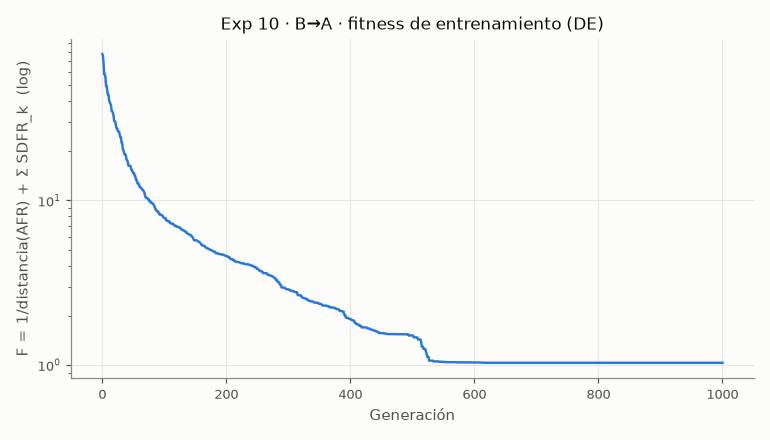 Exp 10 · B→A · fitness de entrenamiento (DE)
F = 1/distancia(AFR) + Σ SDFR_k (log)
10¹
10⁰
0 200 400 600 800 1000
Generación